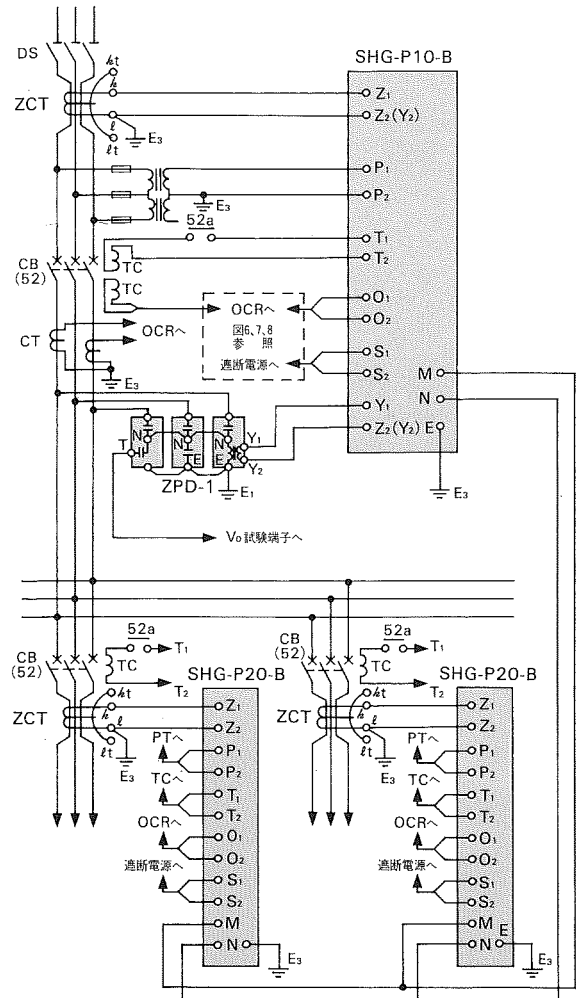 DS
kt
k
ZCT
l
lt
E3
SHG-P10-B
Z1
Z2(Y2)
P1
P2
E3
52a
T1
T2
TC
TC
CB
(52)
CT
OCRへ
E3
OCRへ
図6、7、8
参 照
遮断電源へ
O1
O2
S1
S2
M
N
Y1
Z2(Y2)
E
E3
T
N
N
N
E
E
Y1
Y2
ZPD-1
E1
V0試験端子へ
CB
(52)
52a
T1
TC
T2
ZCT
kt
k
l
lt
E3
SHG-P20-B
Z1
Z2
PTへ
P1
P2
TCへ
T1
T2
OCRへ
O1
O2
遮断電源へ
S1
S2
M
N
E3
CB
(52)
52a
T1
TC
T2
ZCT
kt
k
l
lt
E3
SHG-P20-B
Z1
Z2
PTへ
P1
P2
TCへ
T1
T2
OCRへ
O1
O2
遮断電源へ
S1
S2
M
E
N
E3